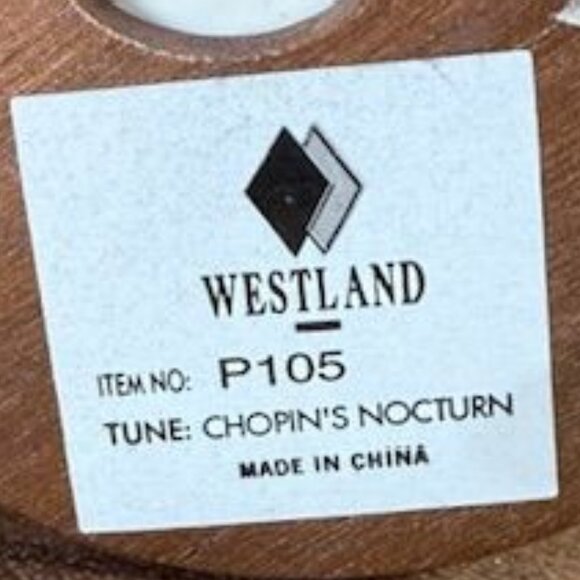 WESTLAND
ITEM NO: P105
TUNE: CHOPIN'S NOCTURN
MADE IN CHINA